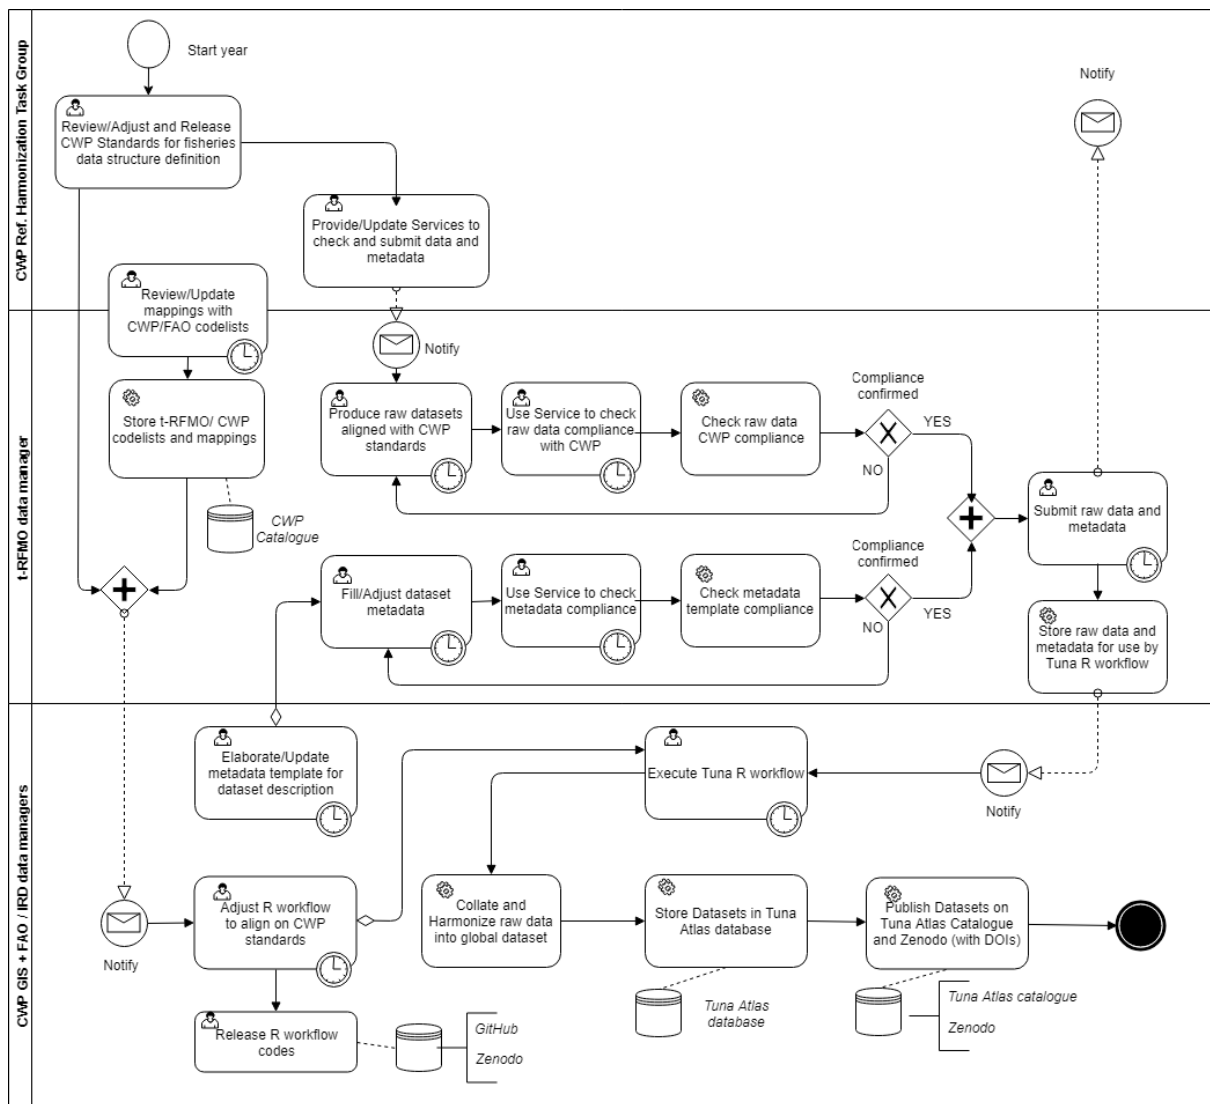 CWP Ref. Harmonization Task Group
Start year
Review/Adjust and Release
CWP Standards for fisheries
data structure definition
Notify
Provide/Update Services to
check and submit data and
metadata
Review/Update
mappings with
CWP/FAO codelists
t-RFMO data manager
Notify
Store t-RFMO/ CWP
codelists and mappings
CWP
Catalogue
Produce raw datasets
aligned with CWP
standards
Use Service to check
raw data compliance
with CWP
Check raw data
CWP compliance
Compliance
confirmed
YES
NO
Submit raw data and
metadata
Fill/Adjust dataset
metadata
Use Service to check
metadata compliance
Check metadata
template compliance
Compliance
confirmed
YES
NO
Store raw data and
metadata for use by
Tuna R workflow
CWP GIS + FAO / IRD data managers
Elaborate/Update
metadata template for
dataset description
Execute Tuna R workflow
Notify
Notify
Adjust R workflow
to align on CWP
standards
Collate and
Harmonize raw data
into global dataset
Store Datasets in Tuna
Atlas database
Publish Datasets on
Tuna Atlas Catalogue
and Zenodo (with DOIs)
Tuna Atlas
database
Tuna Atlas catalogue
Zenodo
Release R workflow
codes
GitHub
Zenodo